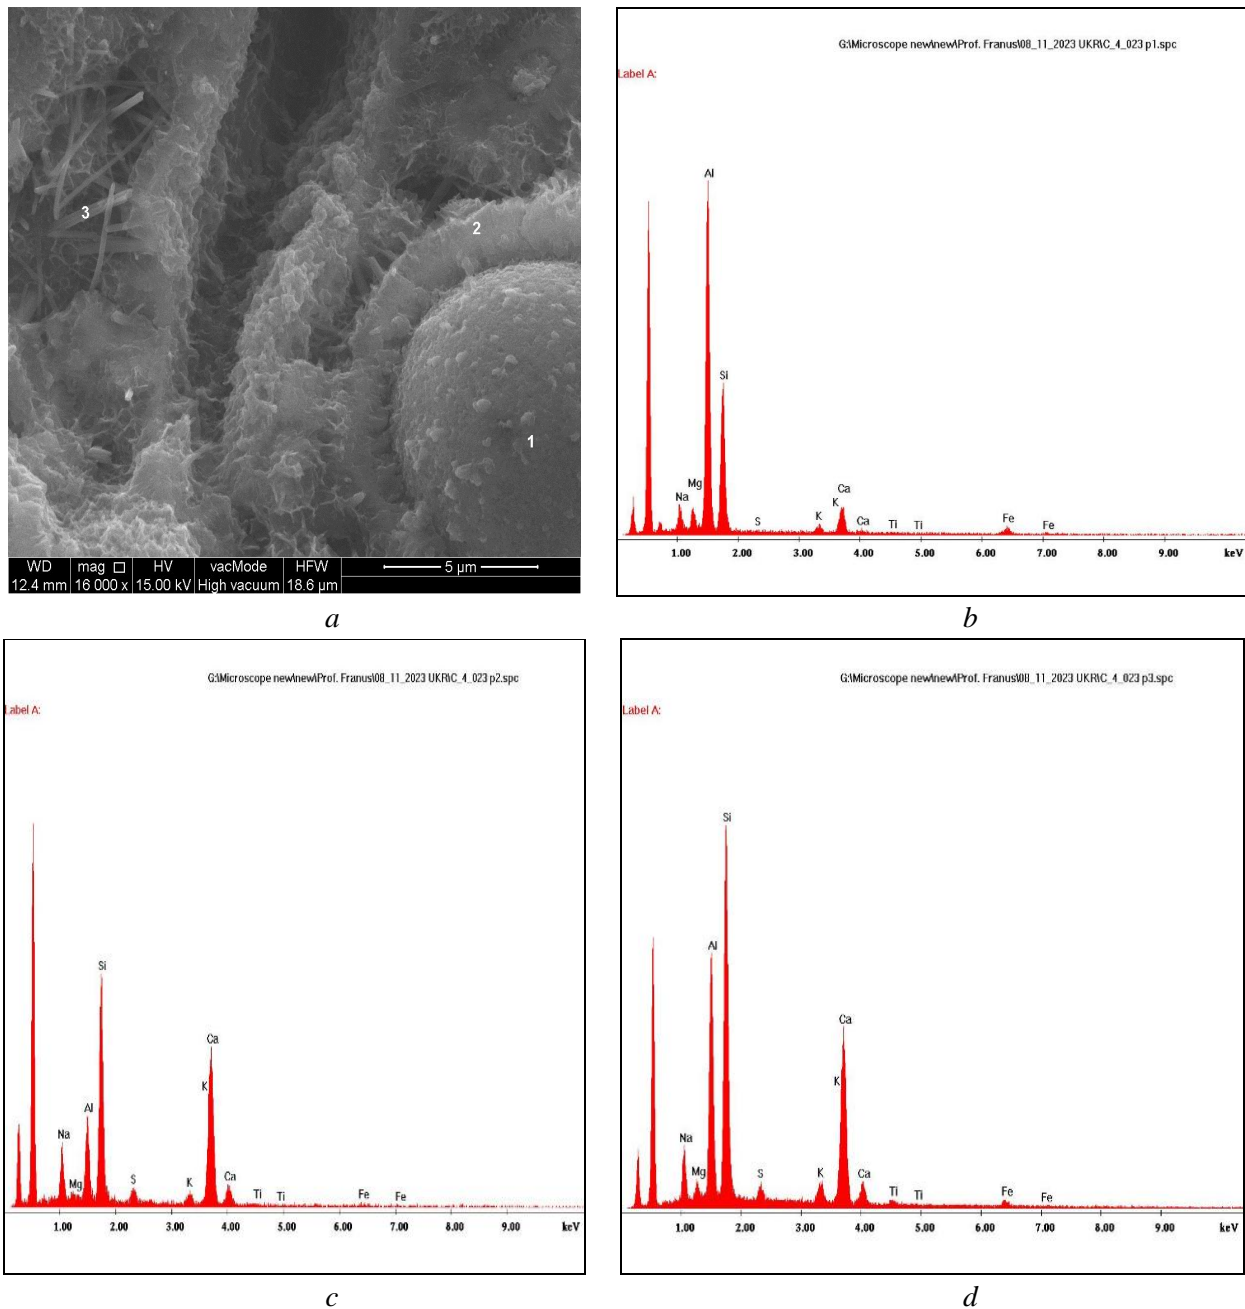 3
2
1
WD mag □ HV vacMode HFW
12.4 mm 16 000 x 15.00 kV High vacuum 18.6 µm
5 µm
a
G:\Microscope new\new\Prof. Franus\08_11_2023 UKR\C_4_023 p1.spc
Label A:
Al
Si
Mg
Na
Ca
K
S
K
Ca
Ti
Ti
Fe
Fe
1.00 2.00 3.00 4.00 5.00 6.00 7.00 8.00 9.00 keV
b
G:\Microscope new\new\Prof. Franus\08_11_2023 UKR\C_4_023 p2.spc
Label A:
Si
Ca
K
Al
Na
Mg
S
K
Ca
Ti
Ti
Fe
Fe
1.00 2.00 3.00 4.00 5.00 6.00 7.00 8.00 9.00 keV
c
G:\Microscope new\new\Prof. Franus\08_11_2023 UKR\C_4_023 p3.spc
Label A:
Si
Al
Ca
K
Na
Mg
S
K
Ca
Ti
Ti
Fe
Fe
1.00 2.00 3.00 4.00 5.00 6.00 7.00 8.00 9.00 keV
d